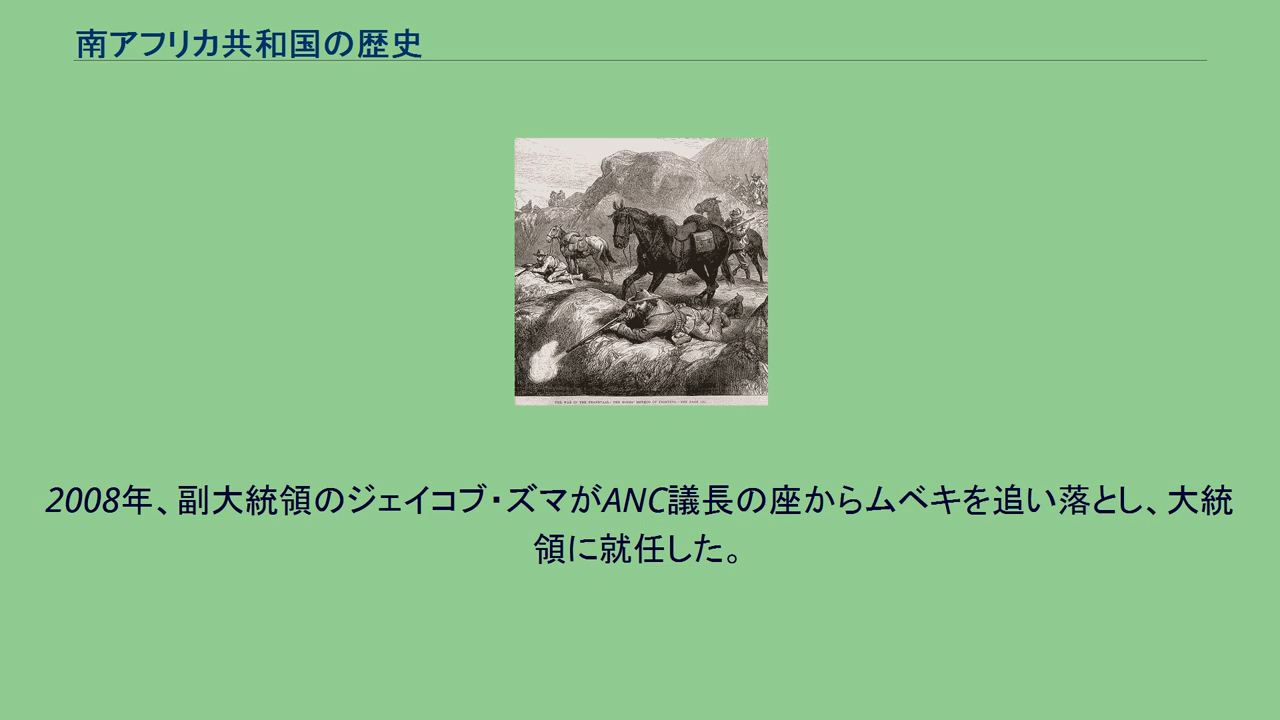 南アフリカ共和国の歴史
2008年、副大統領のジェイコブ・ズマがANC議長の座からムベキを追い落とし、大統
領に就任した。